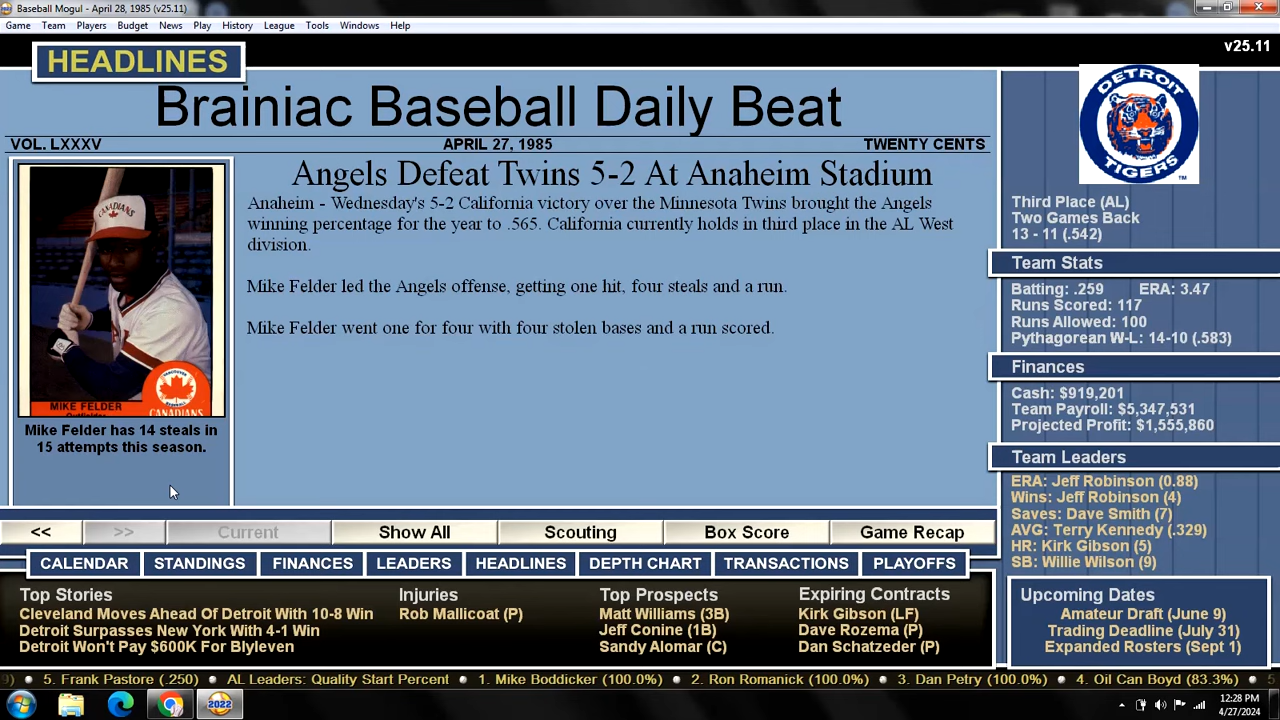 Baseball Mogul - April 28, 1985 (v25.11)
Game Team Players Budget News Play History League Tools Windows Help
HEADLINES
v25.11
Brainiac Baseball Daily Beat
VOL. LXXXV APRIL 27, 1985 TWENTY CENTS
Angels Defeat Twins 5-2 At Anaheim Stadium
Anaheim - Wednesday's 5-2 California victory over the Minnesota Twins brought the Angels
winning percentage for the year to .565. California currently holds in third place in the AL West
division.
Mike Felder led the Angels offense, getting one hit, four steals and a run.
Mike Felder went one for four with four stolen bases and a run scored.
CANADIANS
MIKE FELDER
Outfielder
CANADIANS
Mike Felder has 14 steals in
15 attempts this season.
DETROIT
TIGERS
TM
Third Place (AL)
Two Games Back
13 - 11 (.542)
Team Stats
Batting: .259 ERA: 3.47
Runs Scored: 117
Runs Allowed: 100
Pythagorean W-L: 14-10 (.583)
Finances
Cash: $919,201
Team Payroll: $5,347,531
Projected Profit: $1,555,860
Team Leaders
ERA: Jeff Robinson (0.88)
Wins: Jeff Robinson (4)
Saves: Dave Smith (7)
AVG: Terry Kennedy (.329)
HR: Kirk Gibson (5)
SB: Willie Wilson (9)
<< >> Current Show All Scouting Box Score Game Recap
CALENDAR STANDINGS FINANCES LEADERS HEADLINES DEPTH CHART TRANSACTIONS PLAYOFFS
Top Stories
Cleveland Moves Ahead Of Detroit With 10-8 Win
Detroit Surpasses New York With 4-1 Win
Detroit Won't Pay $600K For Blyleven
Injuries
Rob Mallicoat (P)
Top Prospects
Matt Williams (3B)
Jeff Conine (1B)
Sandy Alomar (C)
Expiring Contracts
Kirk Gibson (LF)
Dave Rozema (P)
Dan Schatzeder (P)
Upcoming Dates
Amateur Draft (June 9)
Trading Deadline (July 31)
Expanded Rosters (Sept 1)
) ◦ 5. Frank Pastore (.250) ◦ AL Leaders: Quality Start Percent ◦ 1. Mike Boddicker (100.0%) ◦ 2. Ron Romanick (100.0%) ◦ 3. Dan Petry (100.0%) ◦ 4. Oil Can Boyd (83.3%) ◦ 5
2022
12:28 PM
4/27/2024